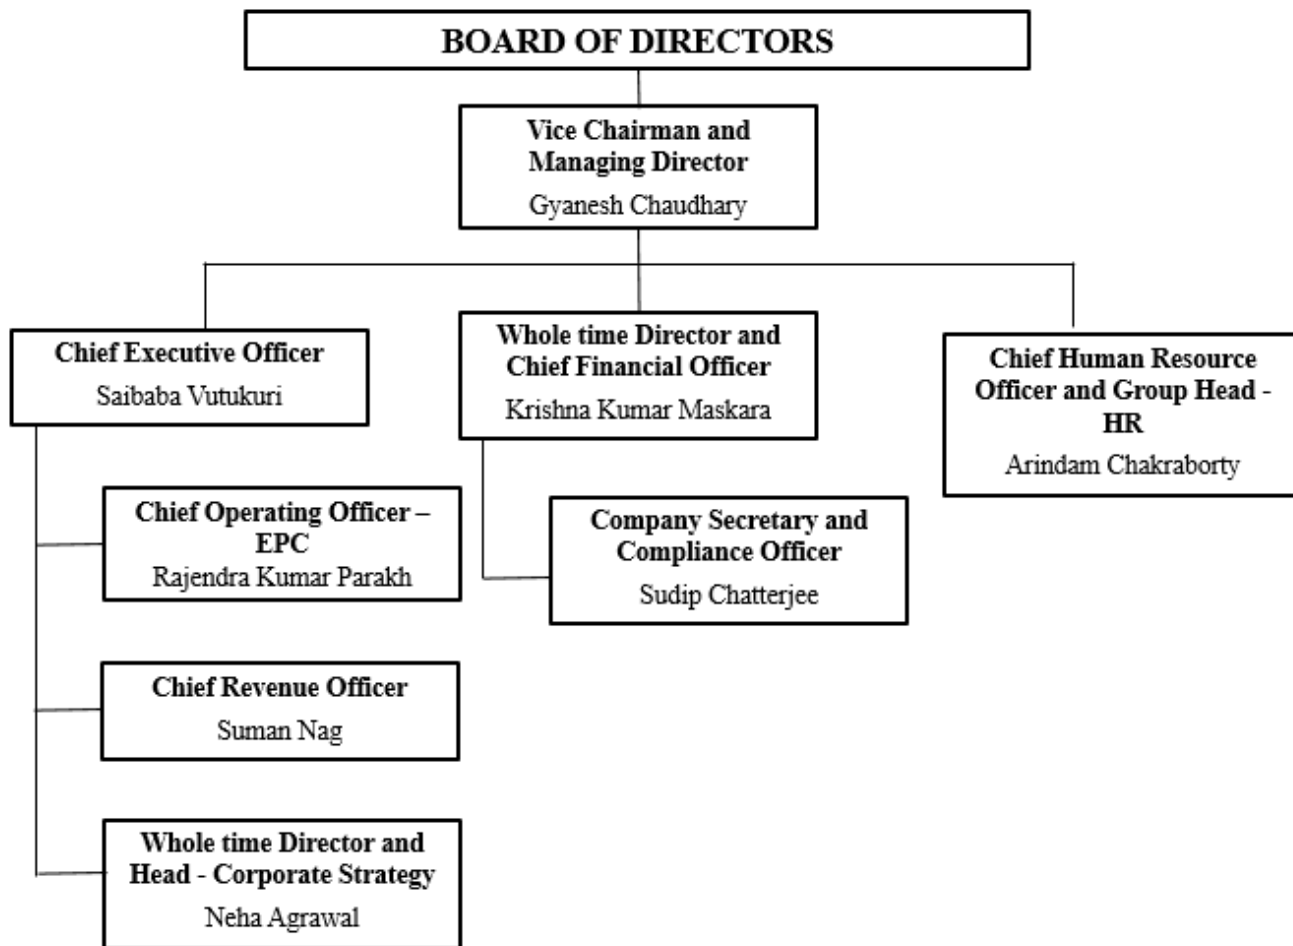 BOARD OF DIRECTORS
Vice Chairman and
Managing Director
Gyanesh Chaudhary
Chief Executive Officer
Saibaba Vutukuri
Whole time Director and
Chief Financial Officer
Krishna Kumar Maskara
Chief Human Resource
Officer and Group Head -
HR
Arindam Chakraborty
Chief Operating Officer –
EPC
Rajendra Kumar Parakh
Company Secretary and
Compliance Officer
Sudip Chatterjee
Chief Revenue Officer
Suman Nag
Whole time Director and
Head - Corporate Strategy
Neha Agrawal